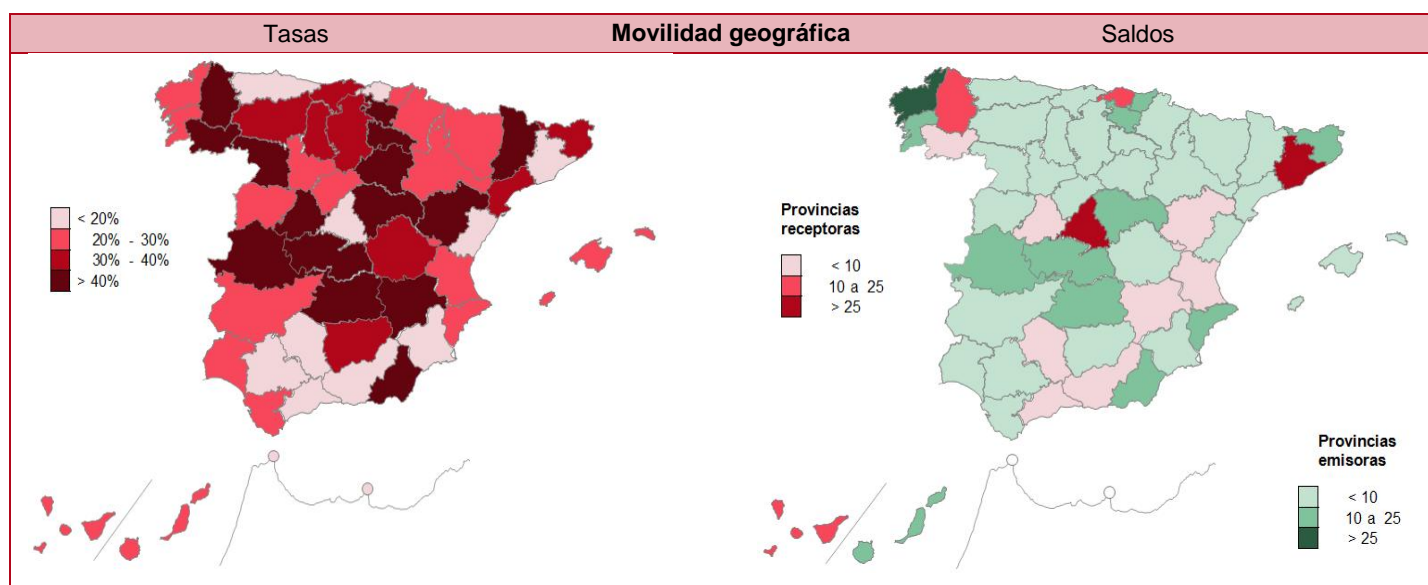 Tasas
Movilidad geográfica
Saldos
< 20%
20% - 30%
30% - 40%
> 40%
Provincias
receptoras
< 10
10 a 25
> 25
Provincias
emisoras
< 10
10 a 25
> 25